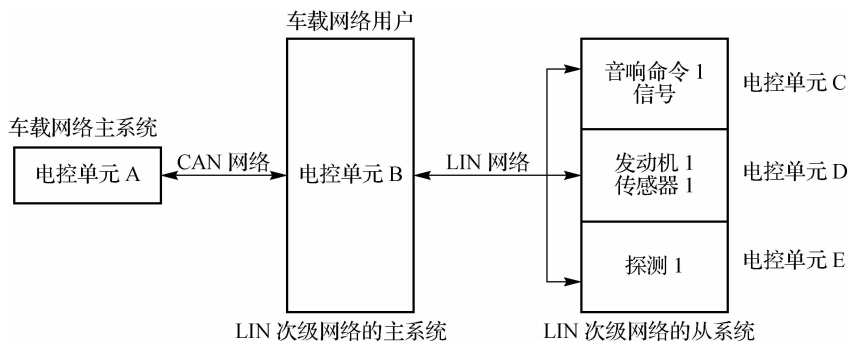 车载网络用户
车载网络主系统
电控单元 A
CAN 网络
电控单元 B
LIN 网络
音响命令 1
信号
电控单元 C
发动机 1
传感器 1
电控单元 D
探测 1
电控单元 E
LIN 次级网络的主系统
LIN 次级网络的从系统